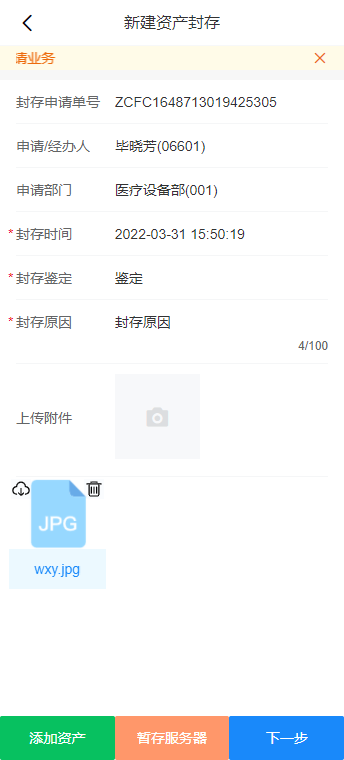 新建资产封存
请业务
封存申请单号 ZCFC1648713019425305
申请/经办人 毕晓芳(06601)
申请部门 医疗设备部(001)
*封存时间 2022-03-31 15:50:19
*封存鉴定 鉴定
*封存原因 封存原因
4/100
上传附件
JPG
wxy.jpg
添加资产 暂存服务器 下一步